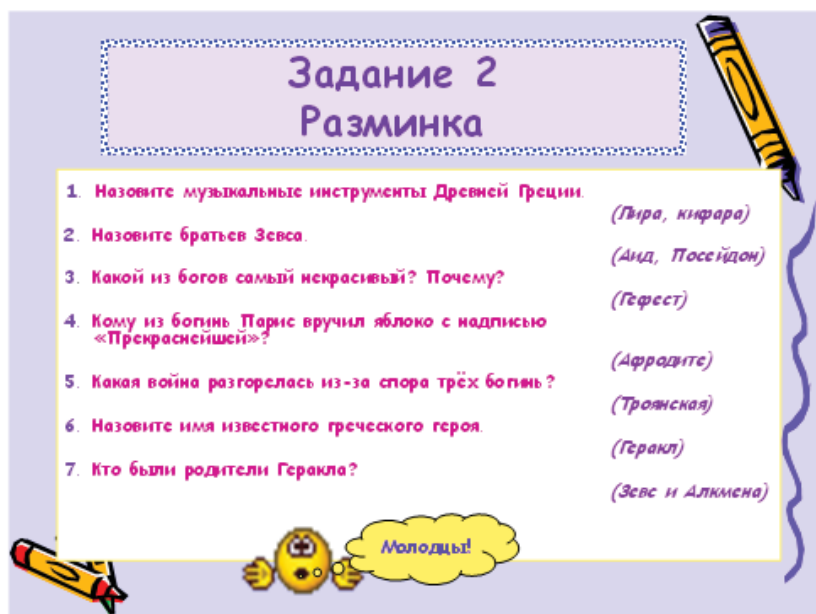 Задание 2
Разминка
1. Назовите музыкальные инструменты Древней Греции.
(Лира, кифара)
2. Назовите братьев Зевса.
(Аид, Посейдон)
3. Какой из богов самый некрасивый? Почему?
(Гефест)
4. Кому из богинь Парис вручил яблоко с надписью
«Прекраснейшей»?
(Афродите)
5. Какая война разгорелась из-за спора трёх богинь?
(Троянская)
6. Назовите имя известного греческого героя.
(Геракл)
7. Кто были родители Геракла?
(Зевс и Алкмена)
Молодцы!